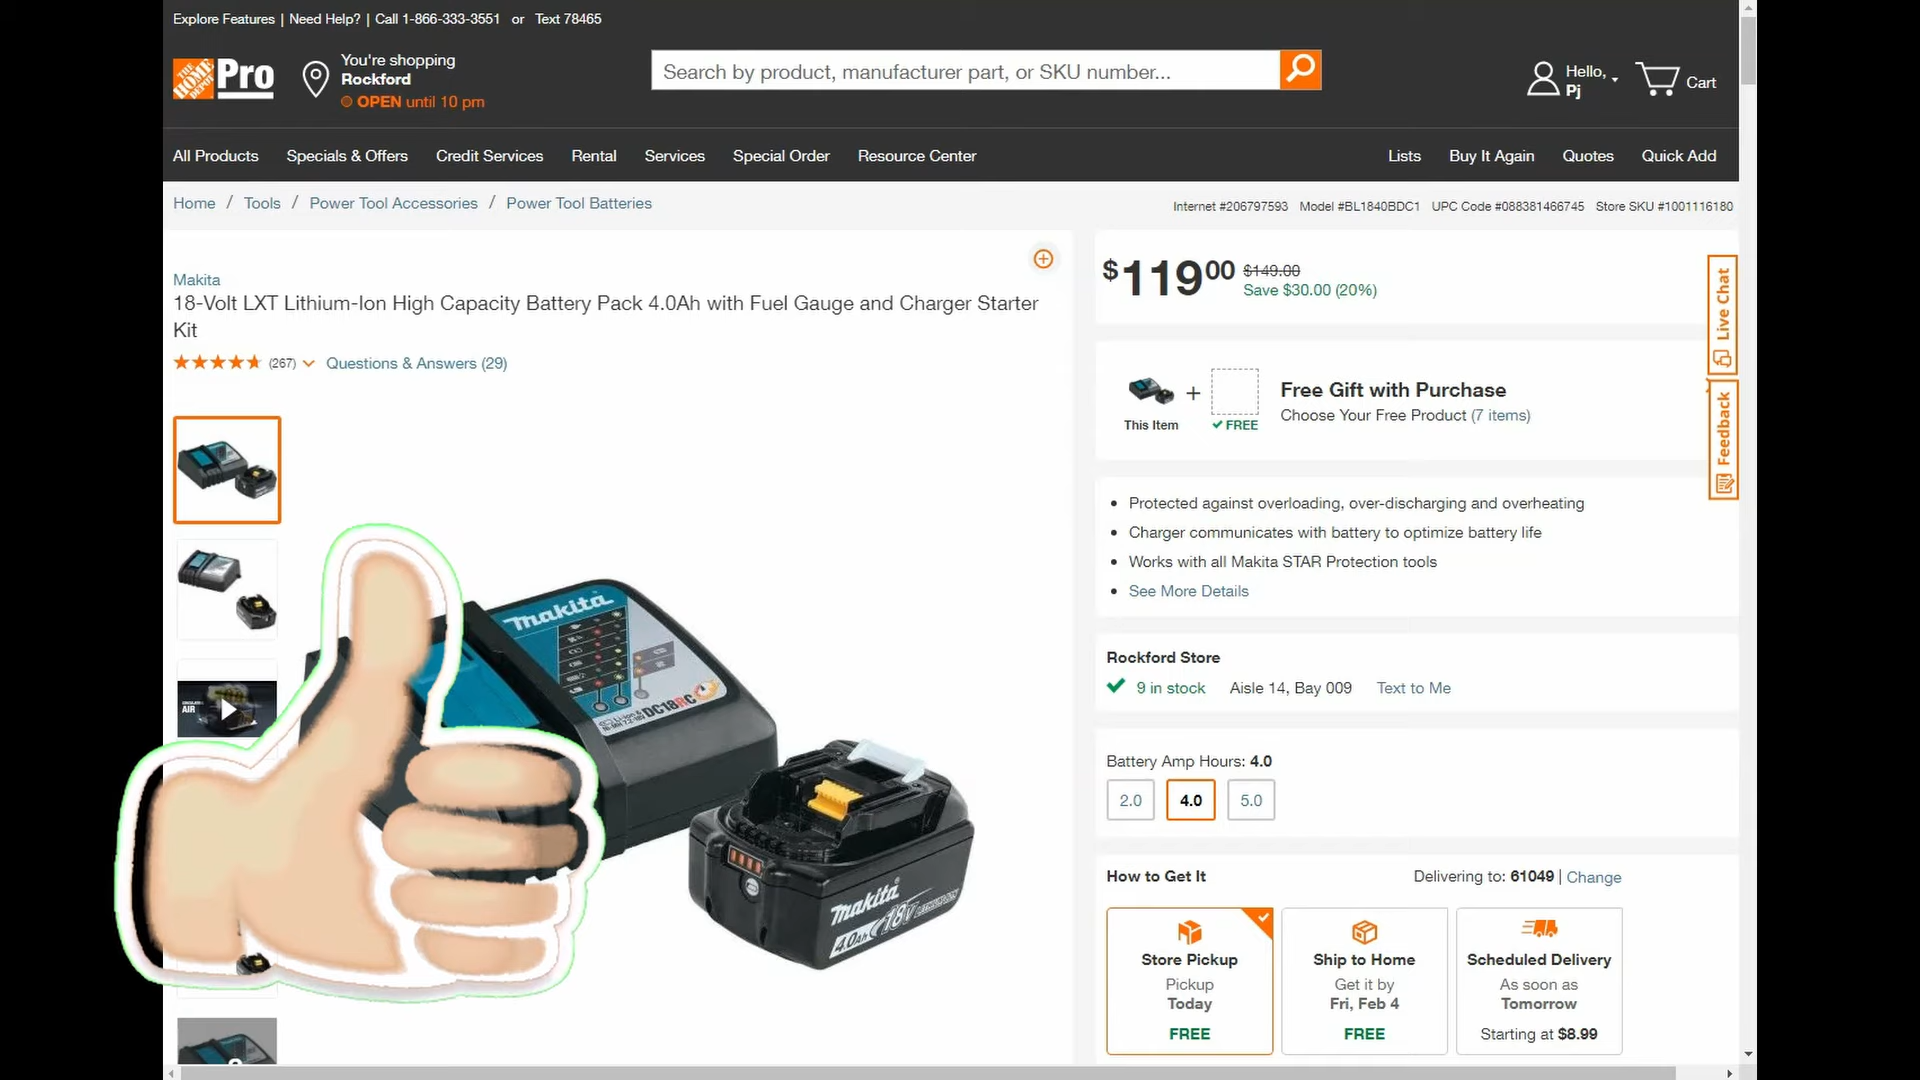 Explore Features | Need Help? | Call 1-866-333-3551 or Text 78465
THE HOME DEPOT Pro
You're shopping
Rockford
OPEN until 10 pm
Search by product, manufacturer part, or SKU number...
Hello,
Pj
Cart
All Products Specials & Offers Credit Services Rental Services Special Order Resource Center Lists Buy It Again Quotes Quick Add
Home / Tools / Power Tool Accessories / Power Tool Batteries
Internet #206797593 Model #BL1840BDC1 UPC Code #088381466745 Store SKU #1001116180
Makita
18-Volt LXT Lithium-Ion High Capacity Battery Pack 4.0Ah with Fuel Gauge and Charger Starter
Kit
(267) Questions & Answers (29)
AIR
makita
DC18RC
makita
18V LITHIUM-ION
4.0Ah
$119.00 $149.00
Save $30.00 (20%)
Live Chat
Feedback
This Item
+
FREE
Free Gift with Purchase
Choose Your Free Product (7 items)
• Protected against overloading, over-discharging and overheating
• Charger communicates with battery to optimize battery life
• Works with all Makita STAR Protection tools
• See More Details
Rockford Store
9 in stock Aisle 14, Bay 009 Text to Me
Battery Amp Hours: 4.0
2.0 4.0 5.0
How to Get It
Delivering to: 61049 | Change
Store Pickup
Pickup
Today
FREE
Ship to Home
Get it by
Fri, Feb 4
FREE
Scheduled Delivery
As soon as
Tomorrow
Starting at $8.99